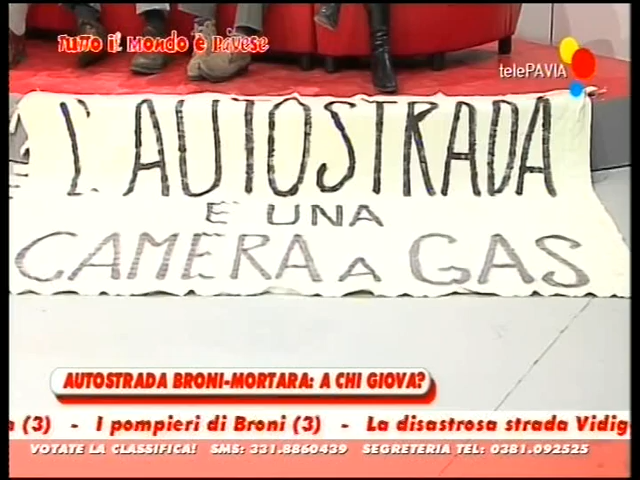 TUTTO il MONDO è PAVESE
telePAVIA
L'AUTOSTRADA
E UNA
CAMERA A GAS
AUTOSTRADA BRONI-MORTARA: A CHI GIOVA?
a (3) - I pompieri di Broni (3) - La disastrosa strada Vidig
VOTATE LA CLASSIFICA! SMS: 331.8860439 SEGRETERIA TEL: 0381.092525